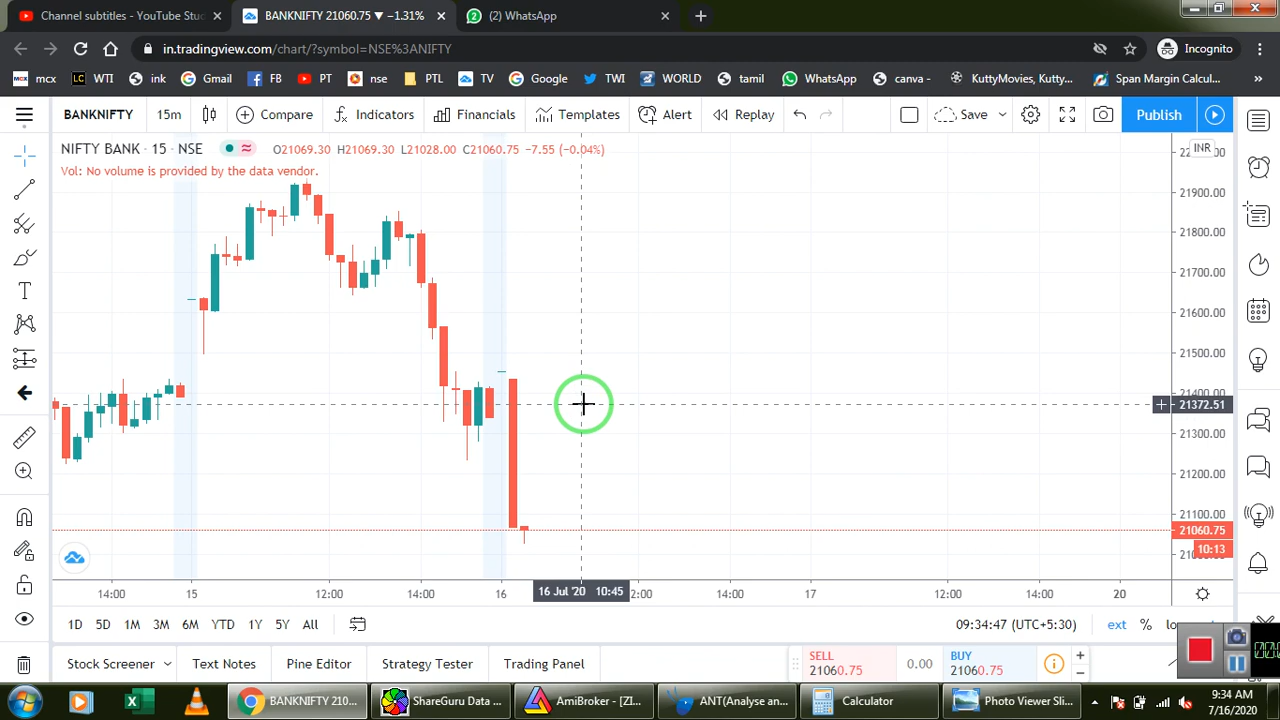 Channel subtitles - YouTube Stu
BANKNIFTY 21060.75 ▼ −1.31%
(2) WhatsApp
in.tradingview.com/chart/?symbol=NSE%3ANIFTY
Incognito
mcx
WTI
ink
Gmail
FB
PT
nse
PTL
TV
Google
TWI
WORLD
tamil
WhatsApp
canva -
KuttyMovies, Kutty...
Span Margin Calcul...
»
BANKNIFTY
15m
Compare
Indicators
Financials
Templates
Alert
Replay
Save
Publish
NIFTY BANK · 15 · NSE
O21069.30 H21069.30 L21028.00 C21060.75 −7.55 (−0.04%)
INR
Vol: No volume is provided by the data vendor.
21900.00
21800.00
21700.00
21600.00
21500.00
21372.51
21300.00
21200.00
21100.00
21060.75
10:13
14:00
15
12:00
14:00
16
16 Jul '20 10:45
2:00
14:00
17
12:00
14:00
20
1D
5D
1M
3M
6M
YTD
1Y
5Y
All
09:34:47 (UTC+5:30)
ext
%
Stock Screener
Text Notes
Pine Editor
Strategy Tester
Trading Panel
SELL
21060.75
0.00
BUY
21060.75
BANKNIFTY 210...
ShareGuru Data ...
AmiBroker - [ZI...
ANT(Analyse an...
Calculator
Photo Viewer Sli...
9:34 AM
7/16/2020